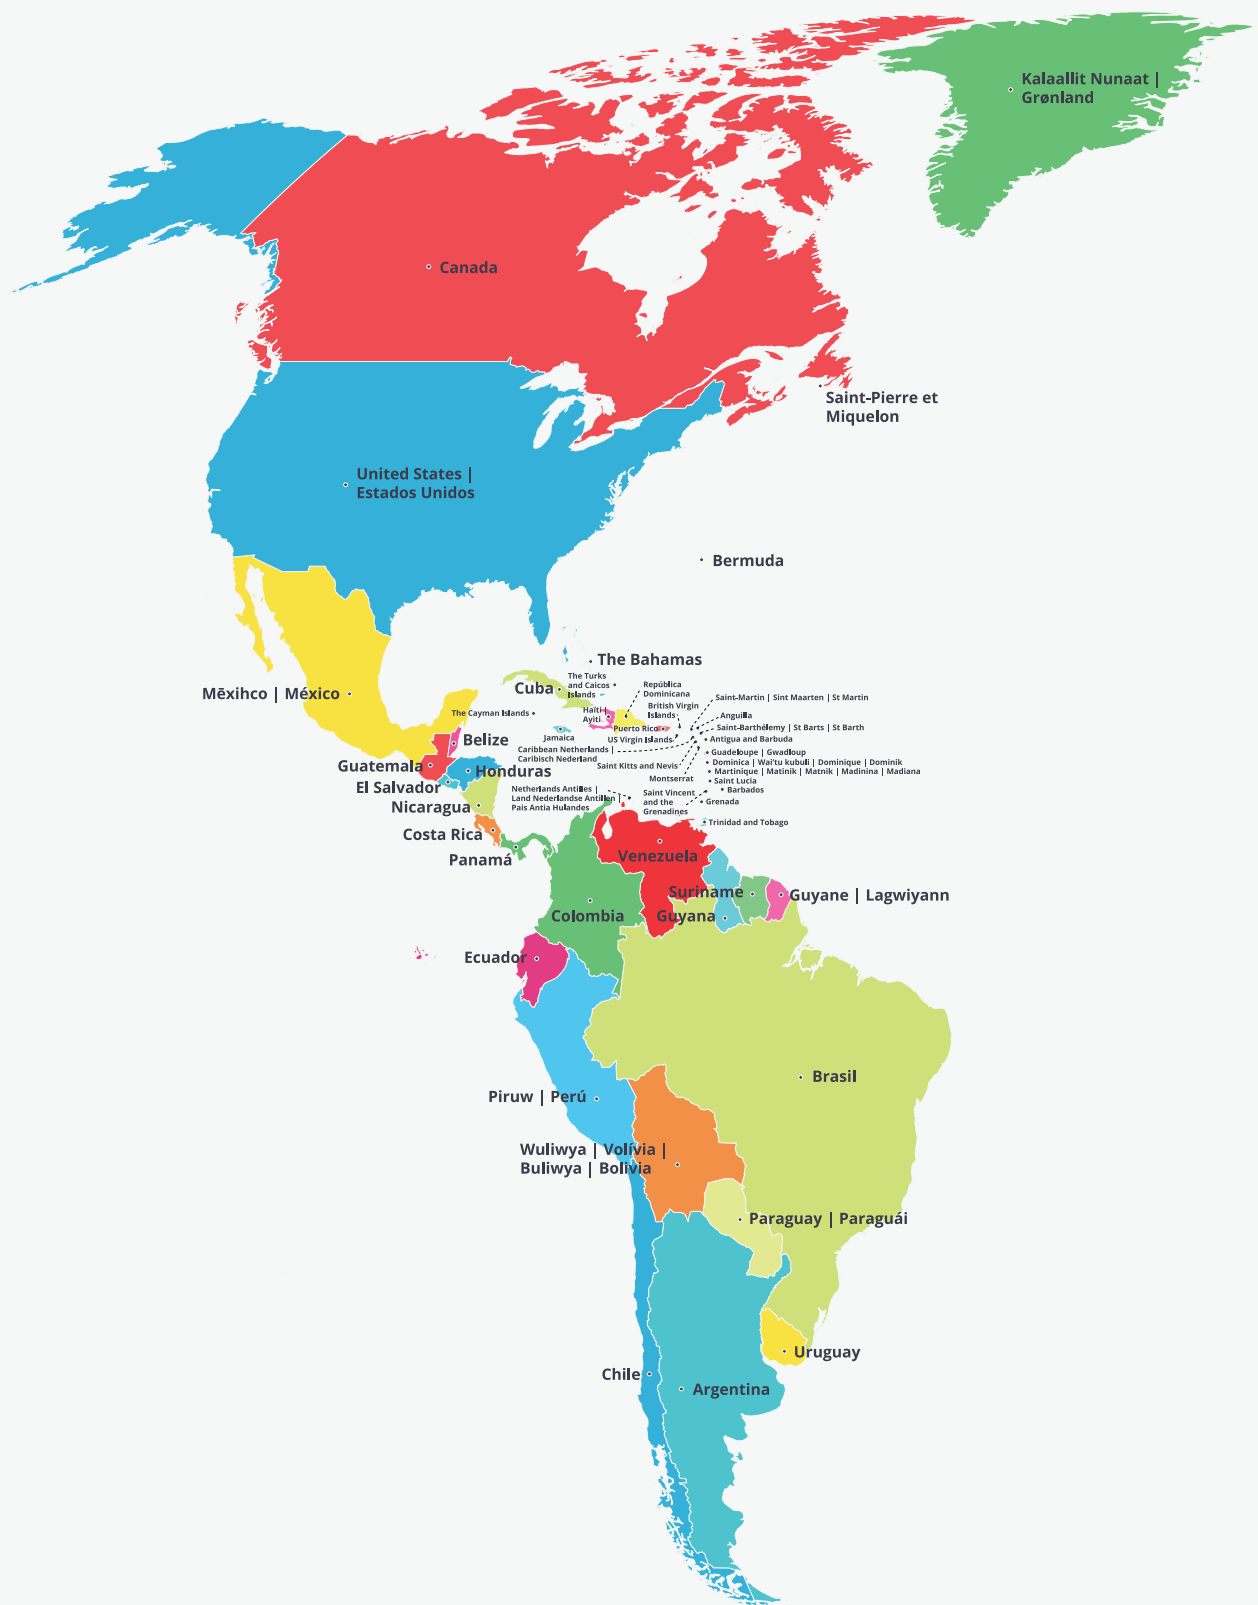 Kalaallit Nunaat |
Grønland
Canada
Saint-Pierre et
Miquelon
United States |
Estados Unidos
Bermuda
The Bahamas
Mēxihco | México
Cuba
The Turks
and Caicos
Islands
República
Dominicana
Saint-Martin | Sint Maarten | St Martin
The Cayman Islands
Haïti |
Ayiti
British Virgin
Islands
Anguilla
Puerto Rico
Saint-Barthélemy | St Barts | St Barth
Jamaica
US Virgin Islands
Antigua and Barbuda
Belize
Caribbean Netherlands |
Caribisch Nederland
Guadeloupe | Gwadloup
Guatemala
Saint Kitts and Nevis
Dominica | Wai'tu kubuli | Dominique | Dominik
Honduras
Martinique | Matinik | Matnik | Madinina | Madiana
Montserrat
Saint Lucia
El Salvador
Netherlands Antilles |
Land Nederlandse Antillen |
Pais Antia Hulandes
Saint Vincent
and the
Grenadines
Barbados
Nicaragua
Grenada
Costa Rica
Trinidad and Tobago
Panamá
Venezuela
Suriname
Guyane | Lagwiyann
Colombia
Guyana
Ecuador
Brasil
Piruw | Perú
Wuliwya | Volívia |
Buliwya | Bolivia
Paraguay | Paraguái
Uruguay
Chile
Argentina